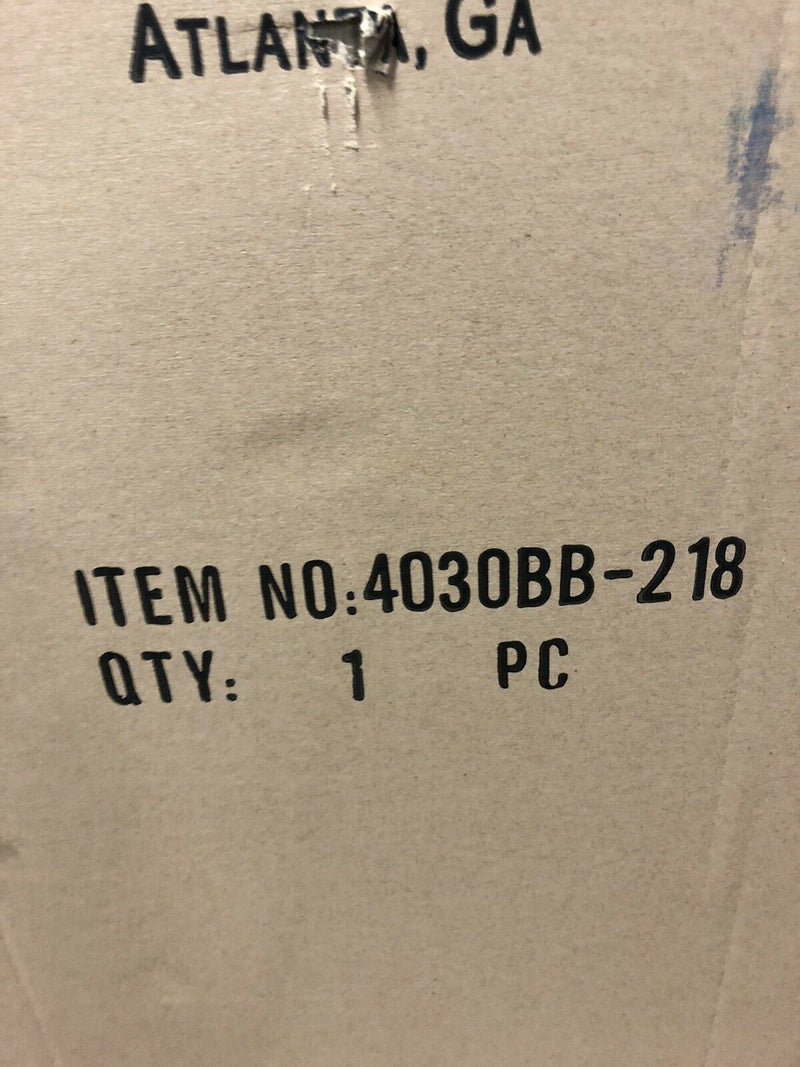 ATLANTA, GA
ITEM NO:4030BB-218
QTY: 1 PC